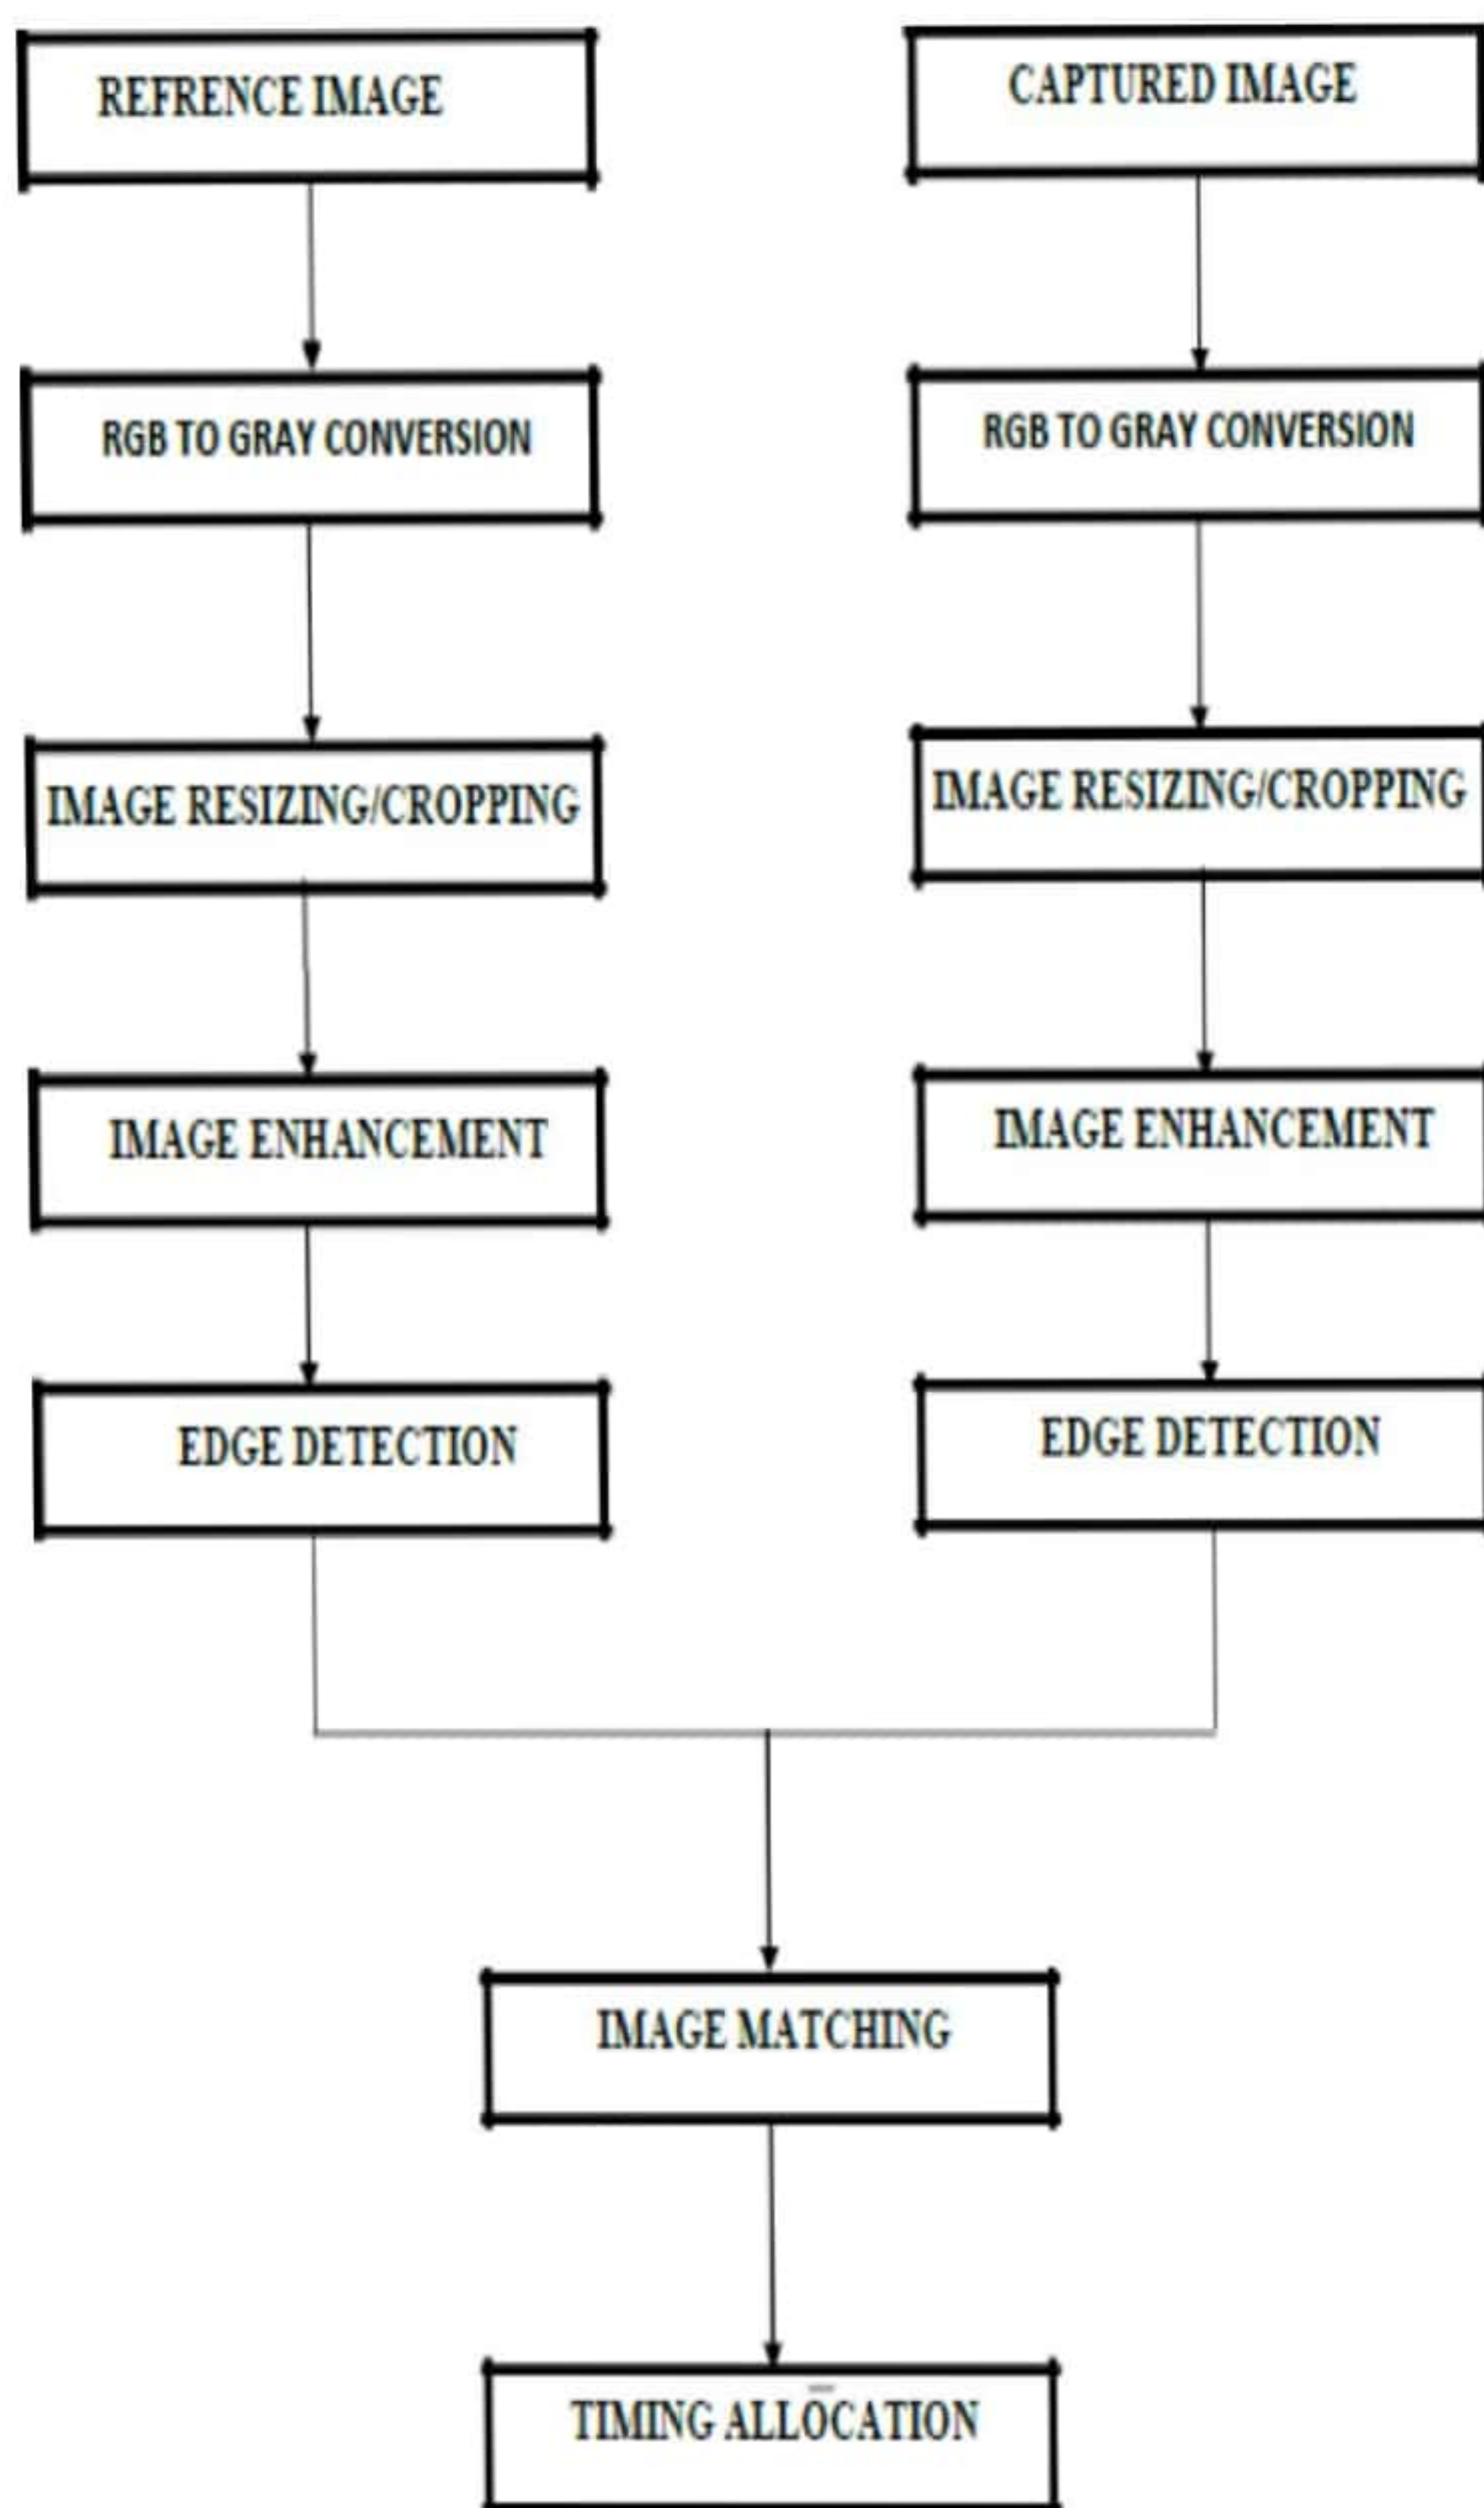 REFRENCE IMAGE
CAPTURED IMAGE
RGB TO GRAY CONVERSION
RGB TO GRAY CONVERSION
IMAGE RESIZING/CROPPING
IMAGE RESIZING/CROPPING
IMAGE ENHANCEMENT
IMAGE ENHANCEMENT
EDGE DETECTION
EDGE DETECTION
IMAGE MATCHING
TIMING ALLOCATION